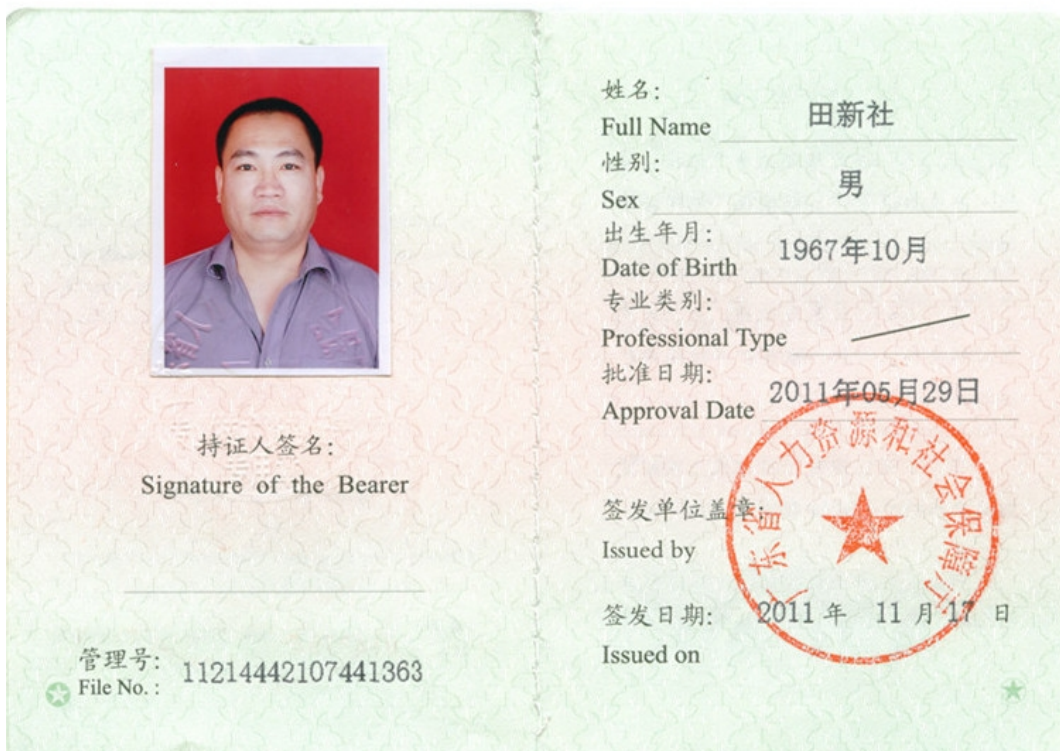 持证人签名:
Signature of the Bearer
管理号: 11214442107441363
File No. :
姓名:
Full Name 田新社
性别:
Sex 男
出生年月:
Date of Birth 1967年10月
专业类别:
Professional Type
批准日期:
Approval Date 2011年05月29日
广东省人力资源和社会保障厅
签发单位盖章:
Issued by
签发日期: 2011 年 11 月 17 日
Issued on